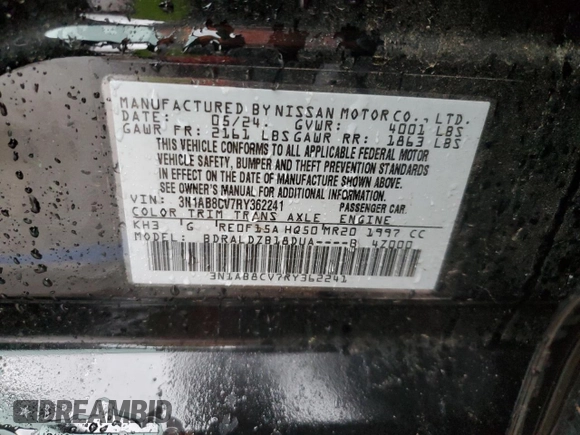 MANUFACTURED BY NISSAN MOTOR CO., LTD.
DATE: 05/24. GVWR: 4001 LBS
GAWR FR: 2161 LBS GAWR RR: 1863 LBS
THIS VEHICLE CONFORMS TO ALL APPLICABLE FEDERAL MOTOR
VEHICLE SAFETY, BUMPER AND THEFT PREVENTION STANDARDS
IN EFFECT ON THE DATE OF MANUFACTURE SHOWN ABOVE.
SEE OWNER'S MANUAL FOR ADDITIONAL INFORMATION.
VIN: 3N1AB8CV7RY362241 PASSENGER CAR.
COLOR TRIM TRANS AXLE ENGINE
KH3 G RE0F15A HQ50 MR20 1997 CC
MODEL: BDRALDZB18DUA----B 47000
3N1AB8CV7RY362241
DREAMBID